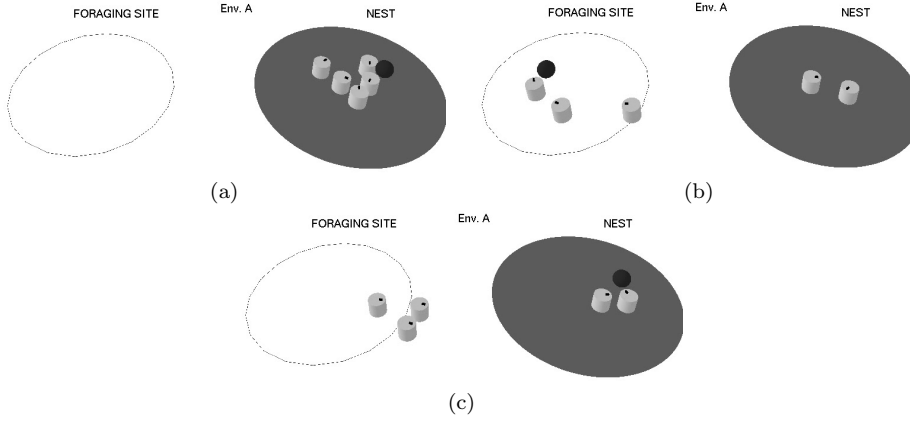 FORAGING SITE Env. A NEST
FORAGING SITE Env. A NEST
(a)
(b)
FORAGING SITE Env. A NEST
(c)